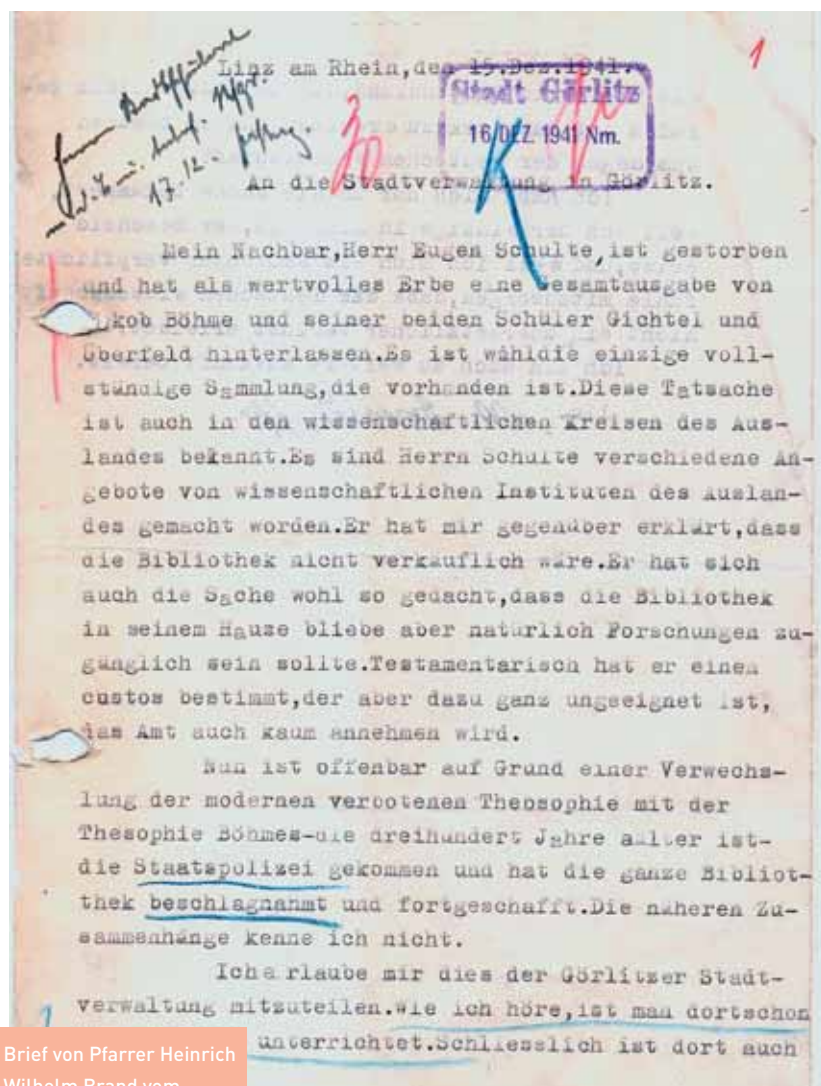 1
Linz am Rhein,den 15.Dez.1941.
Stadt Görlitz
16.DEZ. 1941 Nm.
17.12.
30
An die Stadtverwaltung in Görlitz.
Mein Nachbar,Herr Eugen Schulte,ist gestorben
und hat als wertvolles Erbe eine Gesamtausgabe von
kob Böhme und seiner beiden Schüler Gichtel und
Überfeld hinterlassen.Es ist wohldie einzige voll-
ständige Sammlung,die vorhanden ist.Diese Tatsache
ist auch in den wissenschaftlichen Kreisen des Aus-
landes bekannt.Es sind Herrn Schulte verschiedene An-
gebote von wissenschaftlichen Instituten des Auslan-
des gemacht worden.Er hat mir gegenüber erklärt,dass
die Bibliothek nicht verkäuflich wäre.Er hat sich
auch die Sache wohl so gedacht,dass die Bibliothek
in seinem Hause bliebe aber natürlich Forschungen zu-
gänglich sein sollte.Testamentarisch hat er einen
custos bestimmt,der aber dazu ganz ungeeignet ist,
das Amt auch kaum annehmen wird.
Nun ist offenbar auf Grund einer Verwechs-
lung der modernen verbotenen Theosophie mit der
Thesophie Böhmes-die dreihundert Jahre äalter ist-
die Staatspolizei gekommen und hat die ganze Bibliot-
thek beschlagnahmt und fortgeschafft.Die näheren Zu-
sammenhänge kenne ich nicht.
Iche rlaube mir dies der Görlitzer Stadt-
verwaltung mitzuteilen.Wie ich höre,ist man dortschon
unterrichtet.Schliesslich ist dort auch
Brief von Pfarrer Heinrich
Wilhelm Brand vom